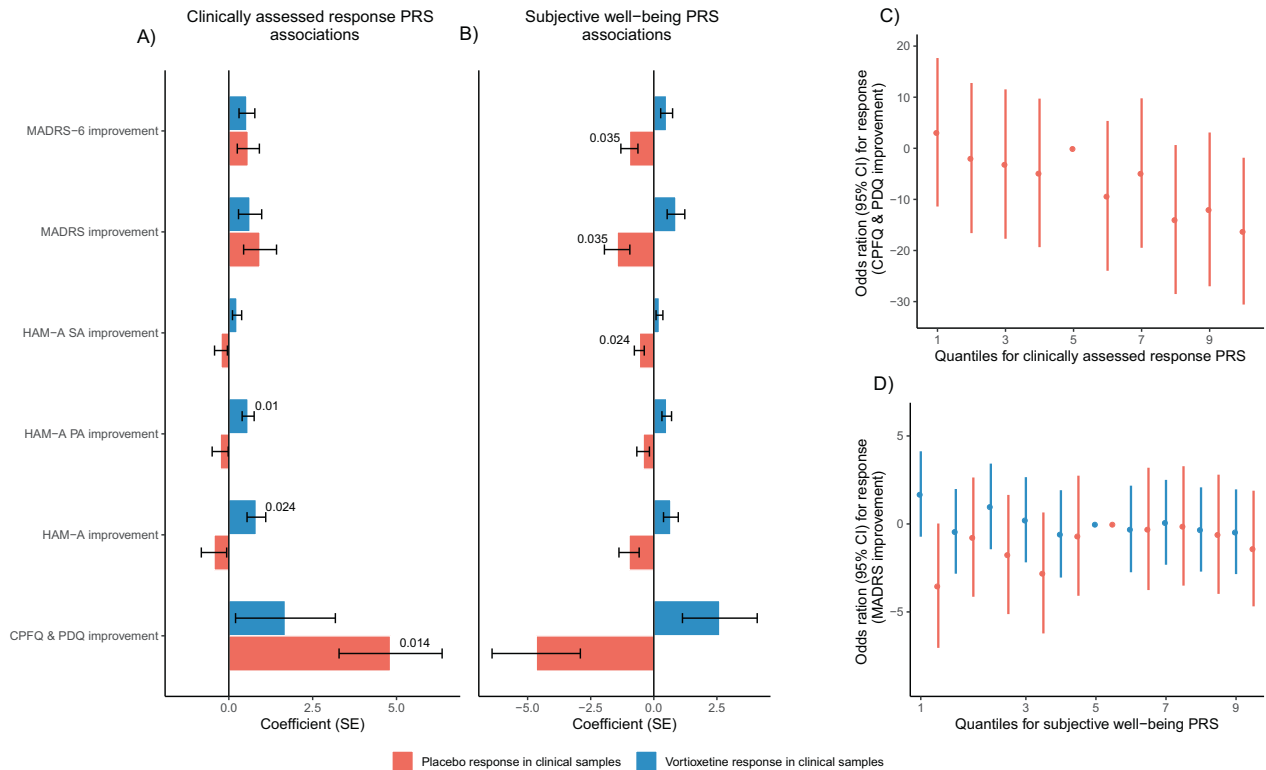 A)
Clinically assessed response PRS
associations
MADRS−6 improvement
MADRS improvement
HAM−A SA improvement
HAM−A PA improvement
HAM−A improvement
CPFQ & PDQ improvement
0.01
0.024
0.014
0.0
2.5
5.0
Coefficient (SE)
B)
Subjective well−being PRS
associations
0.035
0.035
0.024
−5.0
−2.5
0.0
2.5
Coefficient (SE)
C)
Odds ration (95% CI) for response
(CPFQ & PDQ improvement)
20
10
0
−10
−20
−30
1
3
5
7
9
Quantiles for clinically assessed response PRS
D)
Odds ration (95% CI) for response
(MADRS improvement)
5
0
−5
1
3
5
7
9
Quantiles for subjective well−being PRS
Placebo response in clinical samples
Vortioxetine response in clinical samples